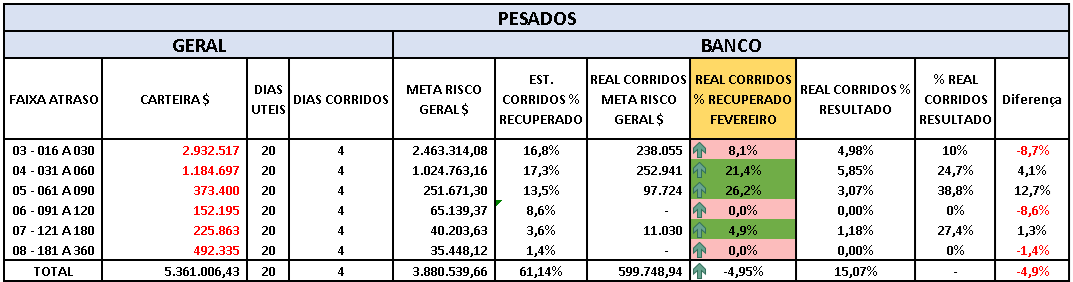 PESADOS
GERAL BANCO
FAIXA ATRASO CARTEIRA $ DIAS UTEIS DIAS CORRIDOS META RISCO GERAL $ EST. CORRIDOS % RECUPERADO REAL CORRIDOS META RISCO GERAL $ REAL CORRIDOS % RECUPERADO FEVEREIRO REAL CORRIDOS % RESULTADO % REAL CORRIDOS RESULTADO Diferença
03 - 016 A 030 2.932.517 20 4 2.463.314,08 16,8% 238.055 8,1% 4,98% 10% -8,7%
04 - 031 A 060 1.184.697 20 4 1.024.763,16 17,3% 252.941 21,4% 5,85% 24,7% 4,1%
05 - 061 A 090 373.400 20 4 251.671,30 13,5% 97.724 26,2% 3,07% 38,8% 12,7%
06 - 091 A 120 152.195 20 4 65.139,37 8,6% - 0,0% 0,00% 0% -8,6%
07 - 121 A 180 225.863 20 4 40.203,63 3,6% 11.030 4,9% 1,18% 27,4% 1,3%
08 - 181 A 360 492.335 20 4 35.448,12 1,4% - 0,0% 0,00% 0% -1,4%
TOTAL 5.361.006,43 20 4 3.880.539,66 61,14% 599.748,94 -4,95% 15,07% - -4,9%